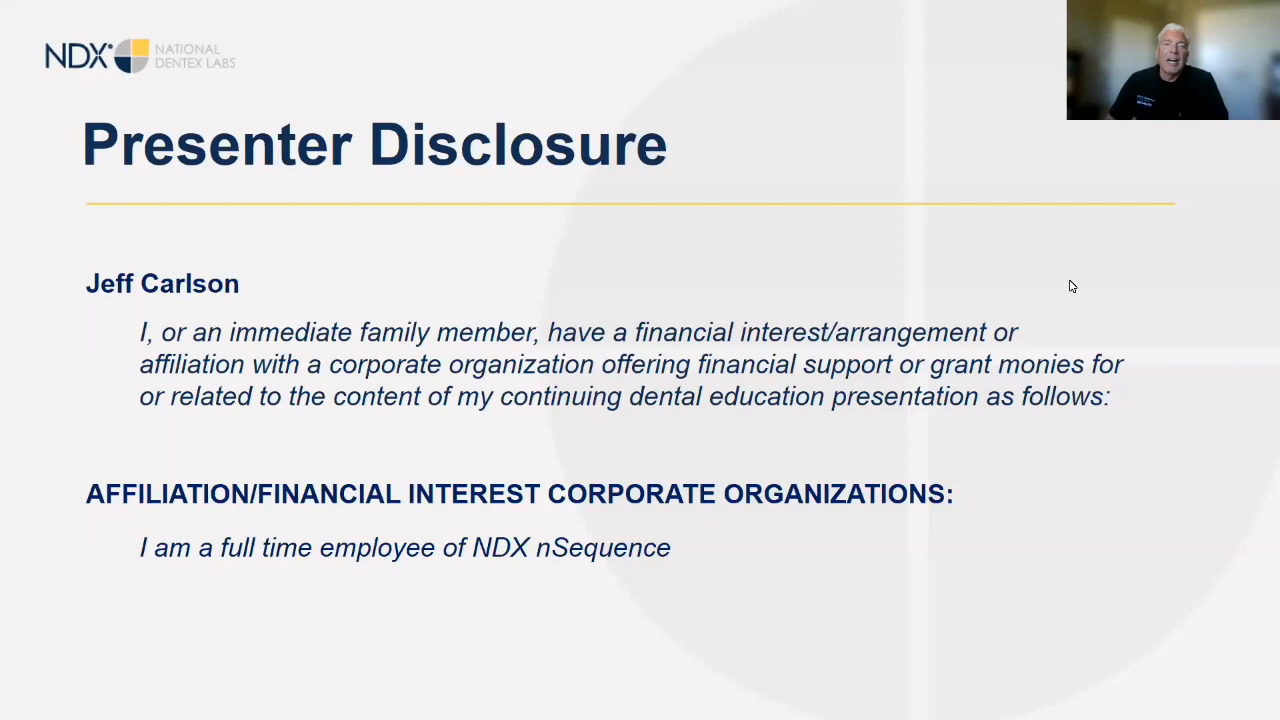 NDX NATIONAL
DENTEX LABS
Presenter Disclosure
Jeff Carlson
I, or an immediate family member, have a financial interest/arrangement or
affiliation with a corporate organization offering financial support or grant monies for
or related to the content of my continuing dental education presentation as follows:
AFFILIATION/FINANCIAL INTEREST CORPORATE ORGANIZATIONS:
I am a full time employee of NDX nSequence